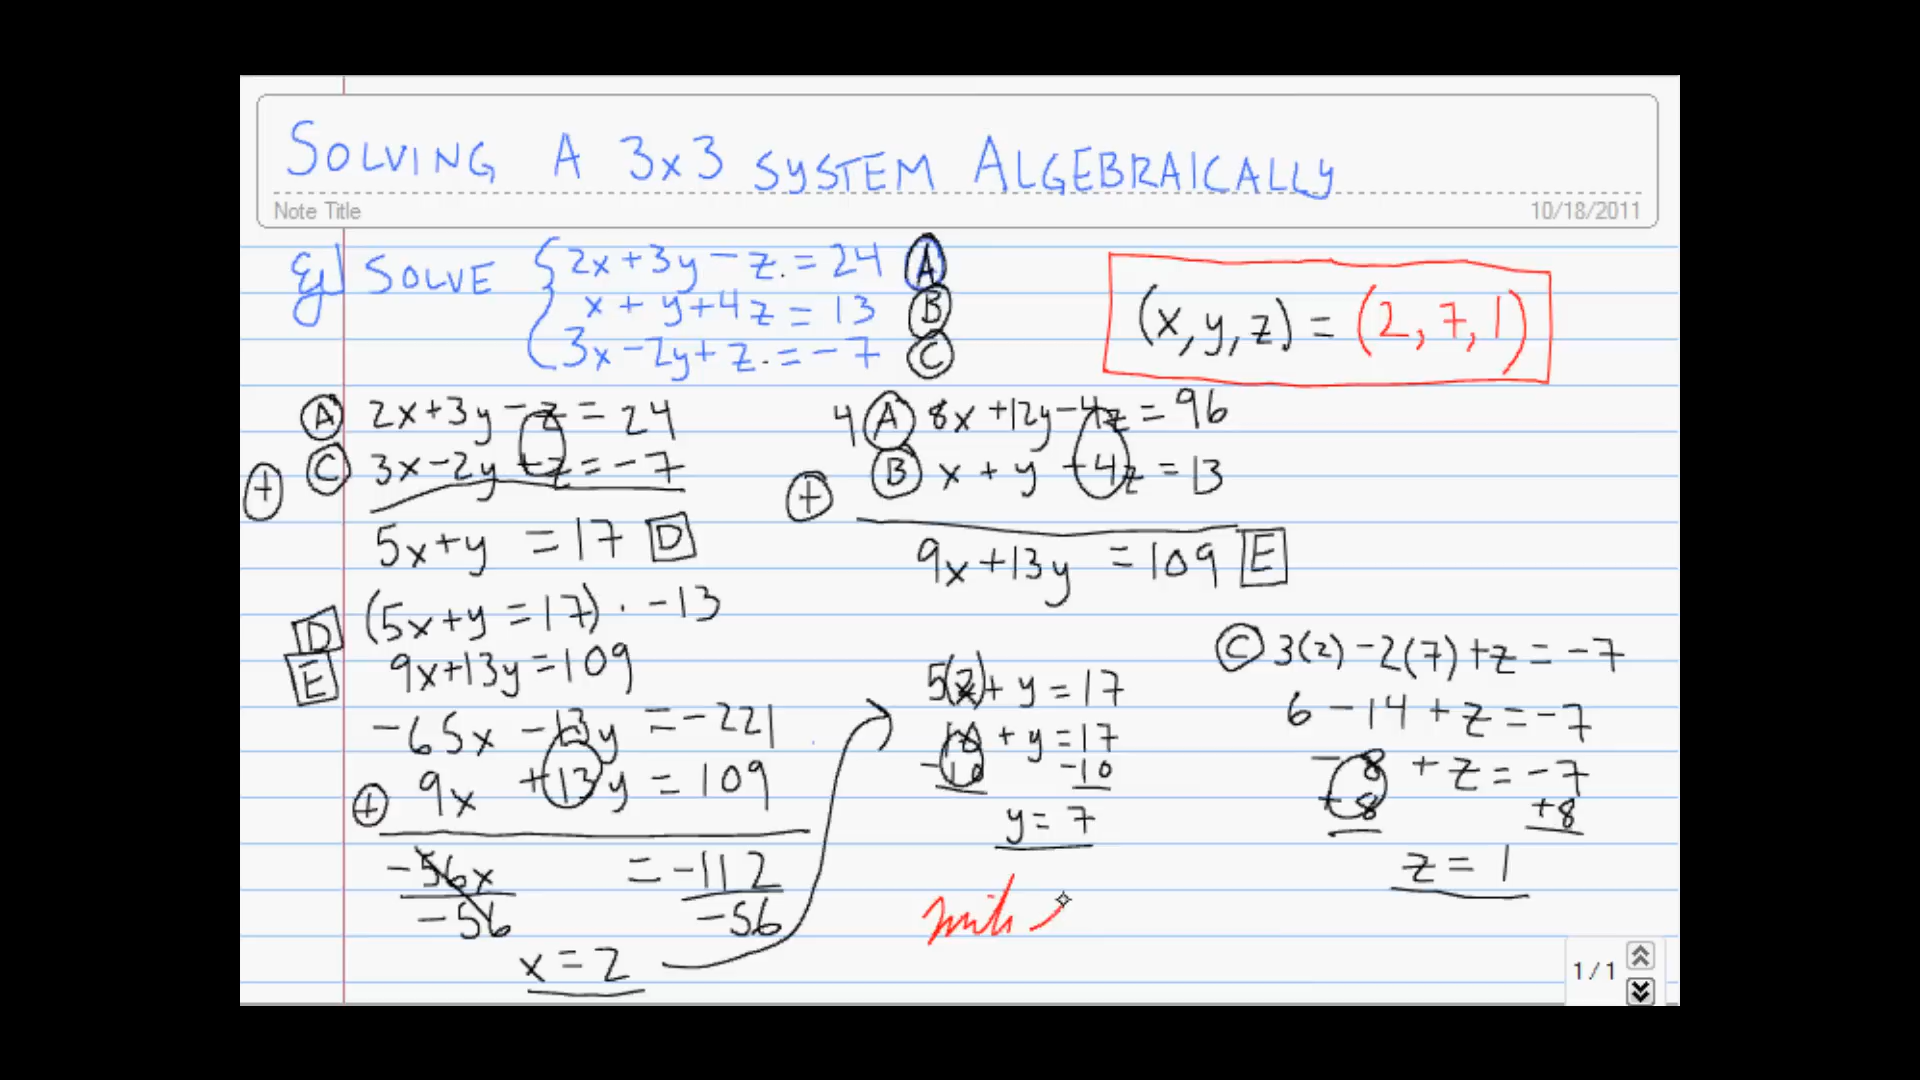 SOLVING A 3x3 SYSTEM ALGEBRAICALLY
Note Title
10/18/2011
Eg] SOLVE { 2x+3y-z=24 (A)
x+y+4z=13 (B)
3x-2y+z=-7 (C)
(x,y,z) = (2,7,1)
(A) 2x+3y-z=24
(+) (C) 3x-2y+z=-7
5x+y =17 [D]
4(A) 8x+12y-4z=96
(+) (B) x+y+4z=13
9x+13y =109 [E]
[D] (5x+y=17)·-13
[E] 9x+13y=109
-65x-13y=-221
(+) 9x+13y=109
-56x =-112
-56 -56
x=2
5(2)+y=17
10+y=17
-10 -10
y=7
(C) 3(2)-2(7)+z=-7
6-14+z=-7
-8+z=-7
+8 +8
z=1
1/1